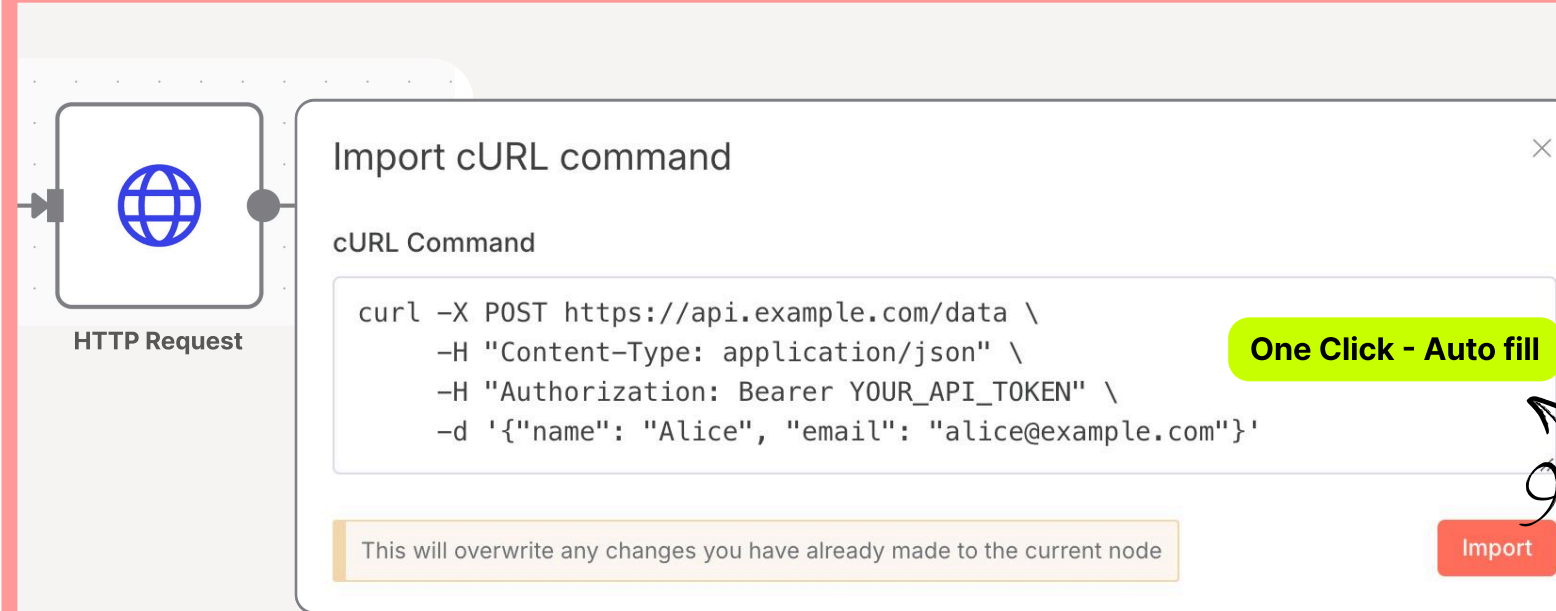 Import cURL command
cURL Command
curl -X POST https://api.example.com/data \
-H "Content-Type: application/json" \
-H "Authorization: Bearer YOUR_API_TOKEN" \
-d '{"name": "Alice", "email": "alice@example.com"}'
HTTP Request
One Click - Auto fill
This will overwrite any changes you have already made to the current node
Import